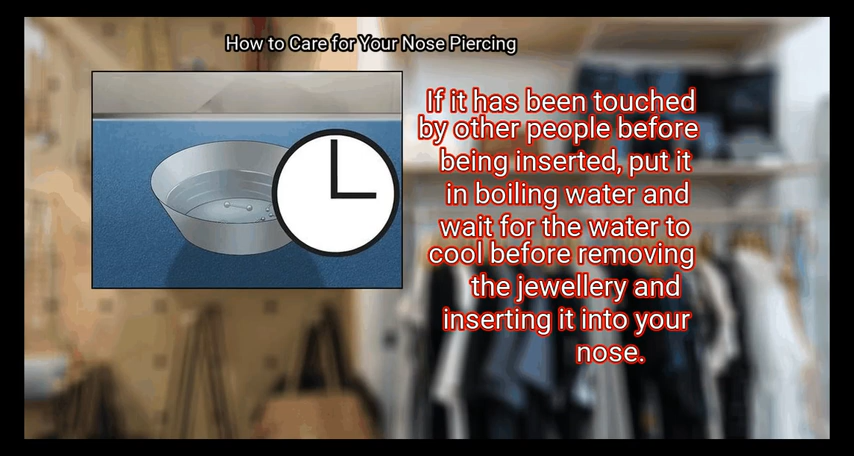 How to Care for Your Nose Piercing
If it has been touched
by other people before
being inserted, put it
in boiling water and
wait for the water to
cool before removing
the jewellery and
inserting it into your
nose.